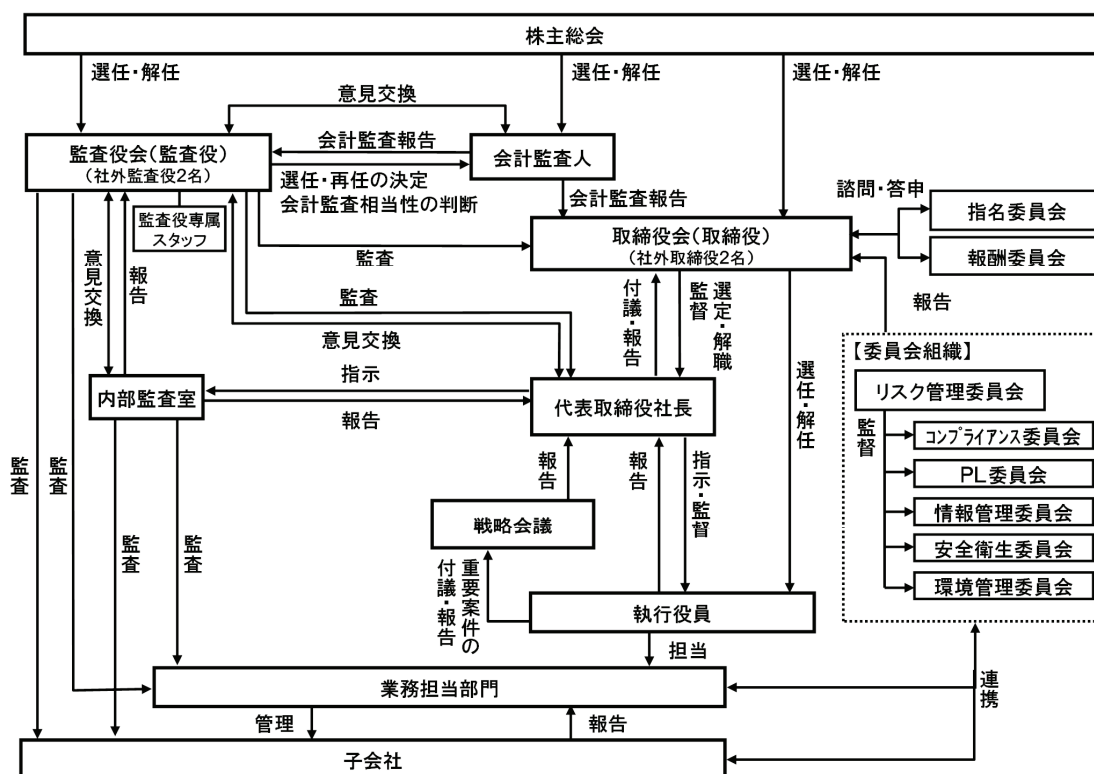 株主総会
選任・解任
選任・解任
選任・解任
意見交換
監査役会(監査役)
(社外監査役2名)
会計監査報告
会計監査人
選任・再任の決定
会計監査相当性の判断
会計監査報告
諮問・答申
指名委員会
報酬委員会
監査役専属
スタッフ
取締役会(取締役)
(社外取締役2名)
監査
意見交換
報告
監査
意見交換
付議・報告
監督
選定・解職
選任・解任
報告
指示
報告
内部監査室
代表取締役社長
【委員会組織】
リスク管理委員会
監督
コンプライアンス委員会
PL委員会
情報管理委員会
安全衛生委員会
環境管理委員会
監査
監査
監査
監査
報告
報告
指示・監督
戦略会議
重要案件の
付議・報告
執行役員
担当
業務担当部門
連携
管理
報告
子会社